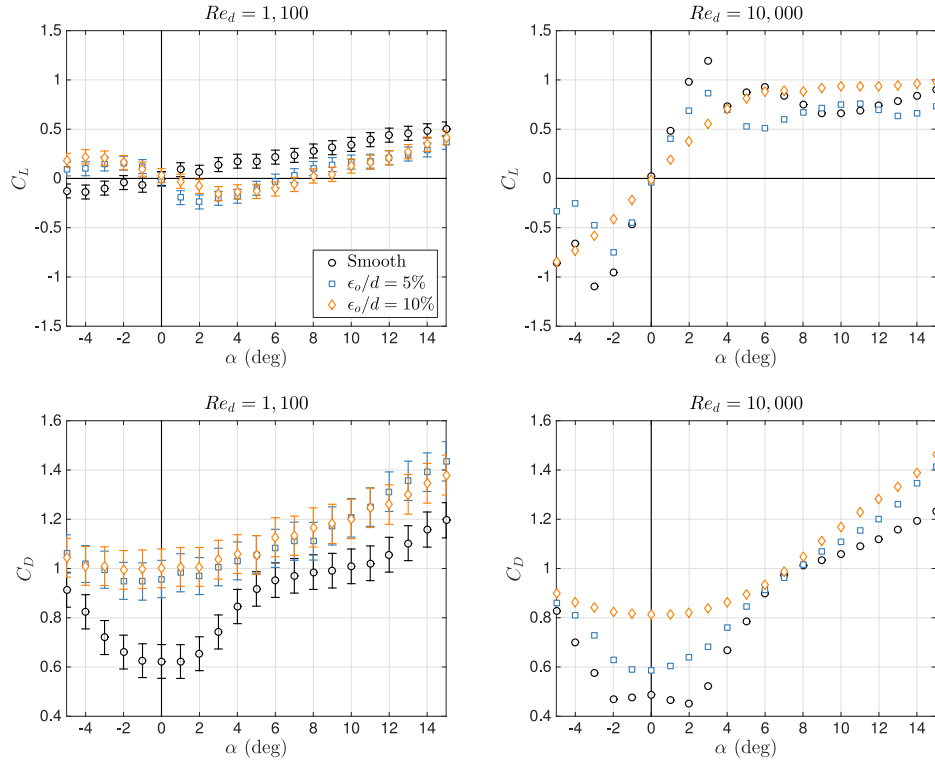 Re_d = 1,100
1.5
1
0.5
0
-0.5
-1
-1.5
C_L
-4 -2 0 2 4 6 8 10 12 14
α (deg)
Smooth
ϵ_o/d = 5%
ϵ_o/d = 10%
Re_d = 10,000
1.5
1
0.5
0
-0.5
-1
-1.5
C_L
-4 -2 0 2 4 6 8 10 12 14
α (deg)
Re_d = 1,100
1.6
1.4
1.2
1.0
0.8
0.6
0.4
C_D
-4 -2 0 2 4 6 8 10 12 14
α (deg)
Re_d = 10,000
1.6
1.4
1.2
1.0
0.8
0.6
0.4
C_D
-4 -2 0 2 4 6 8 10 12 14
α (deg)